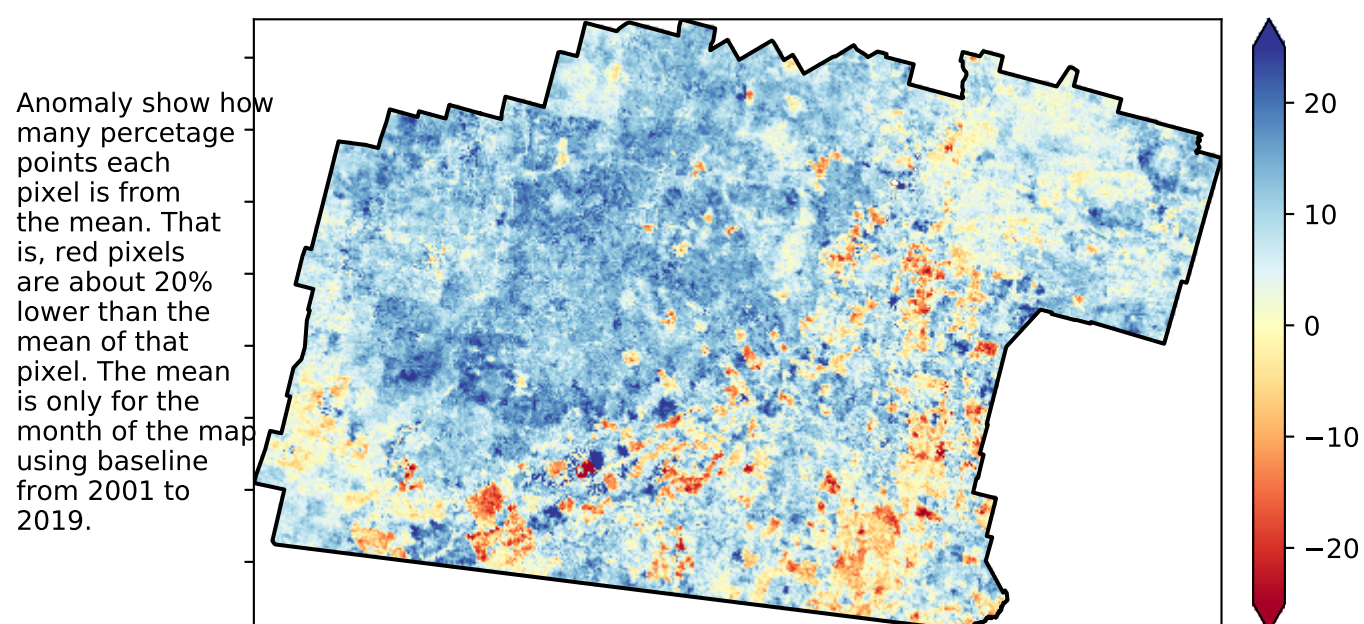 Anomaly show how
many percetage
points each
pixel is from
the mean. That
is, red pixels
are about 20%
lower than the
mean of that
pixel. The mean
is only for the
month of the map
using baseline
from 2001 to
2019.
20
10
0
−10
−20